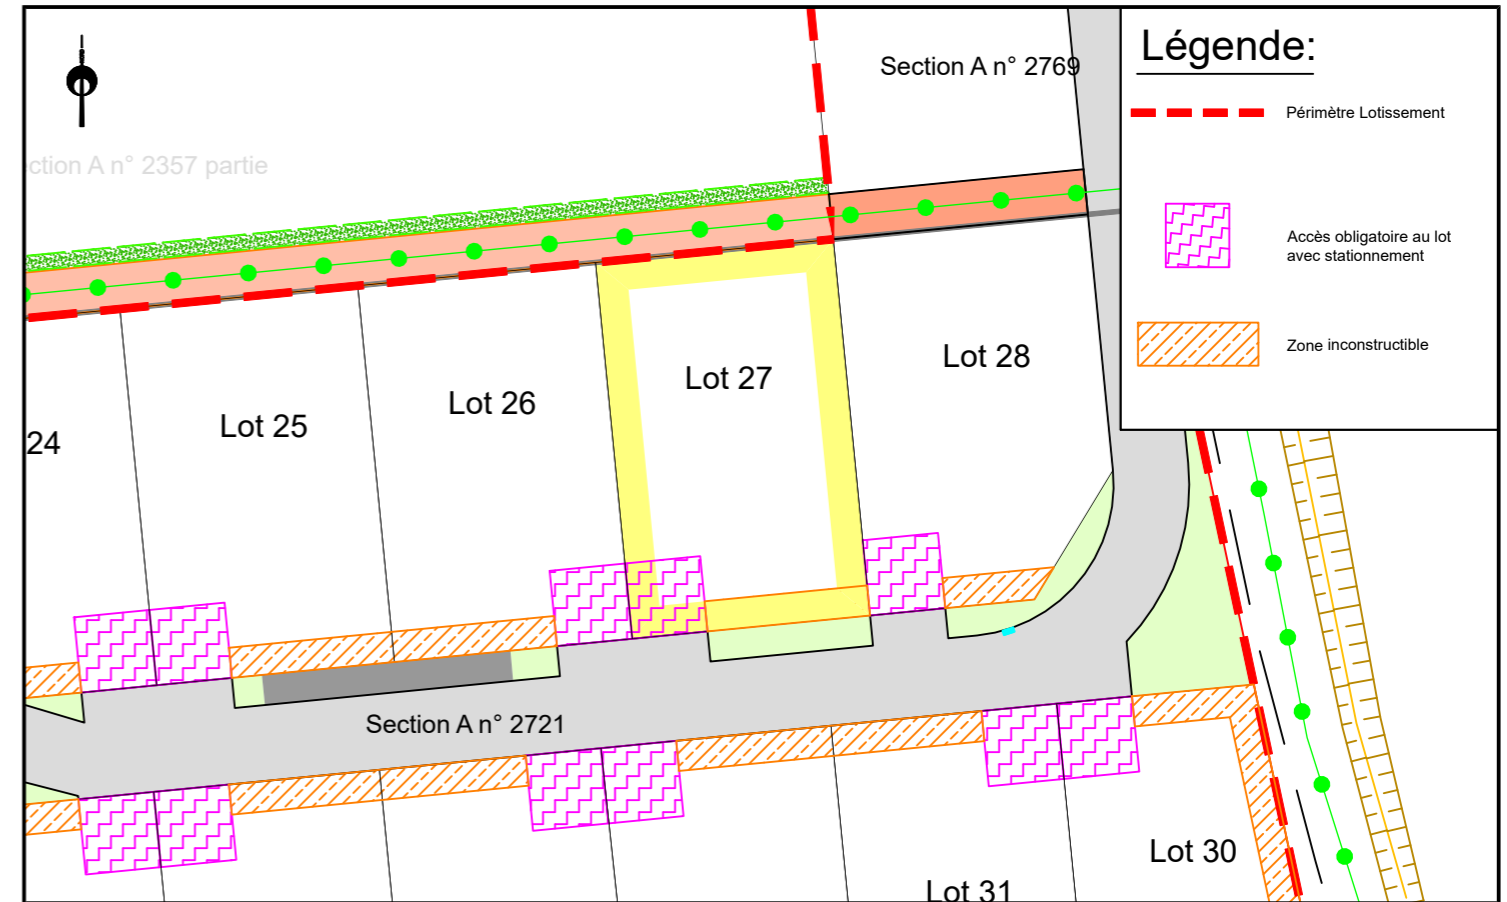 Légende:
Section A n° 2769
Périmètre Lotissement
ction A n° 2357 partie
Accès obligatoire au lot
avec stationnement
Zone inconstructible
Lot 28
Lot 27
Lot 26
Lot 25
24
Section A n° 2721
Lot 30
Lot 31